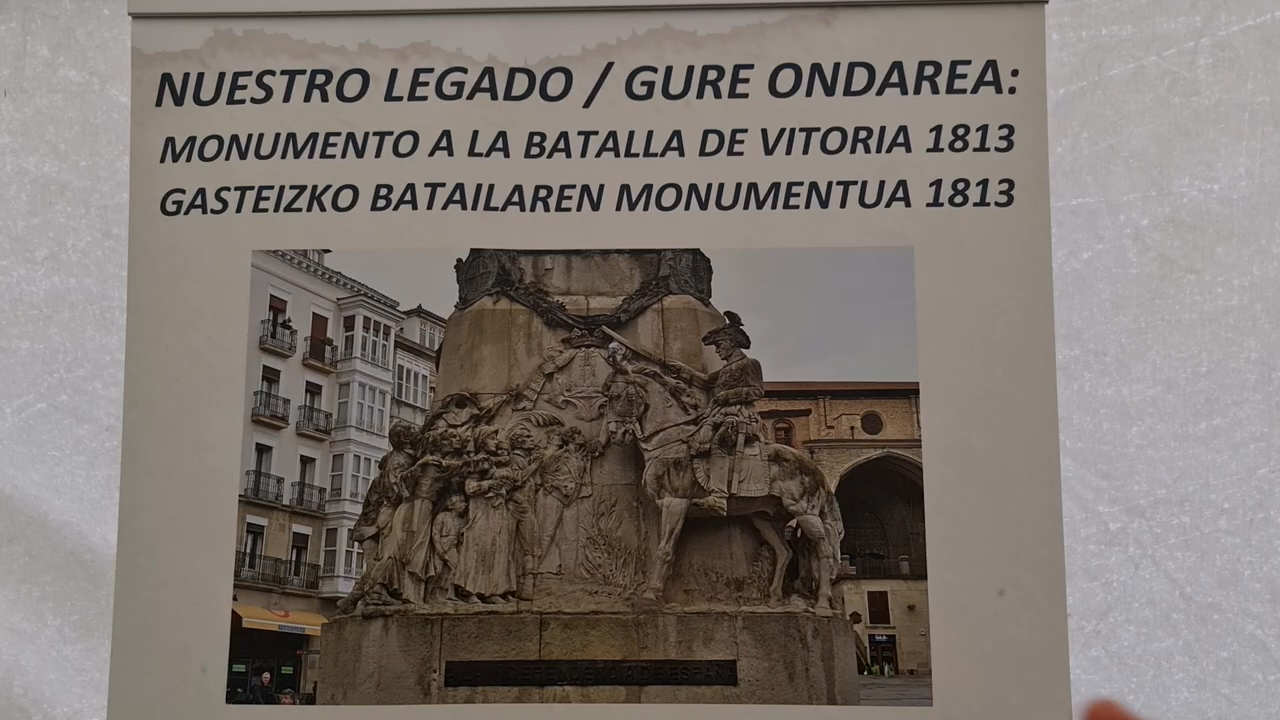 NUESTRO LEGADO / GURE ONDAREA:
MONUMENTO A LA BATALLA DE VITORIA 1813
GASTEIZKO BATAILAREN MONUMENTUA 1813